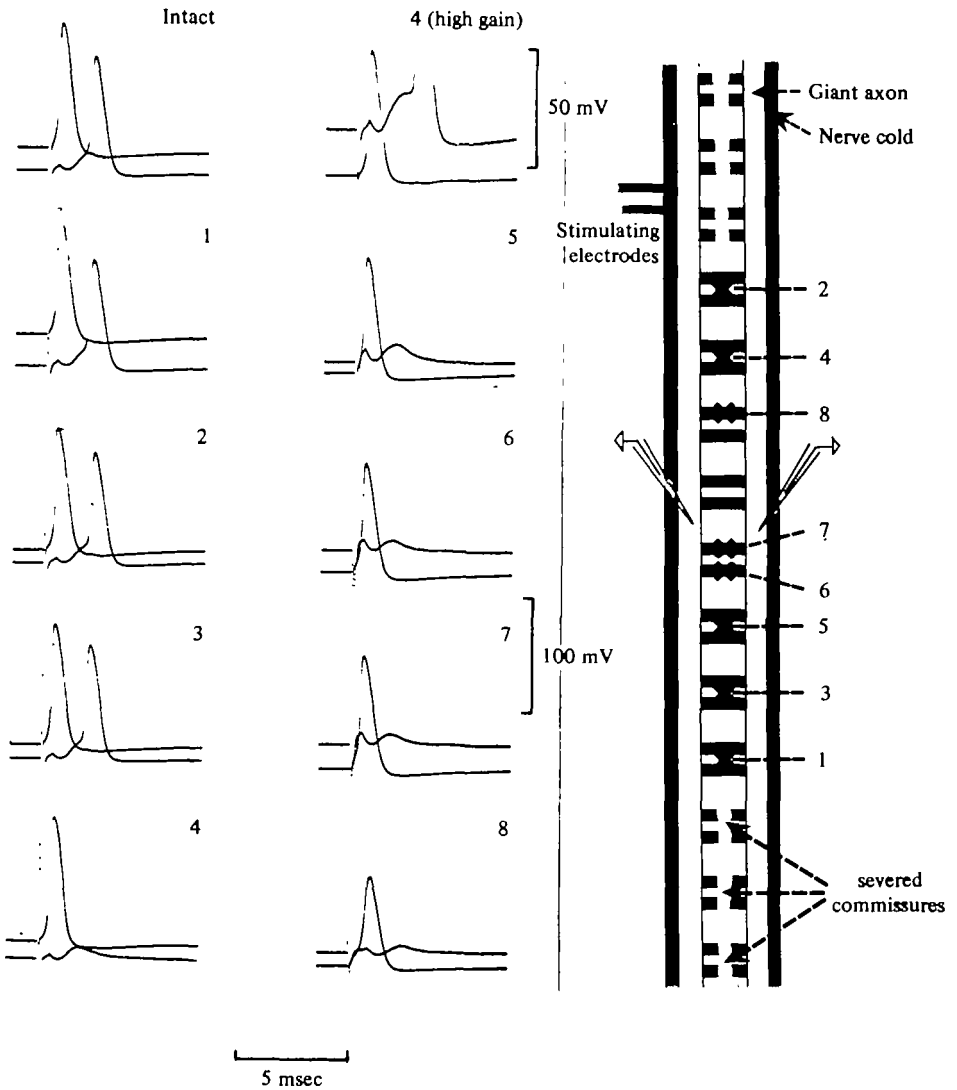 Intact
4 (high gain)
50 mV
1
5
2
6
3
7
100 mV
4
8
5 msec
Giant axon
Nerve cold
Stimulating
electrodes
2
4
8
7
6
5
3
1
severed
commissures